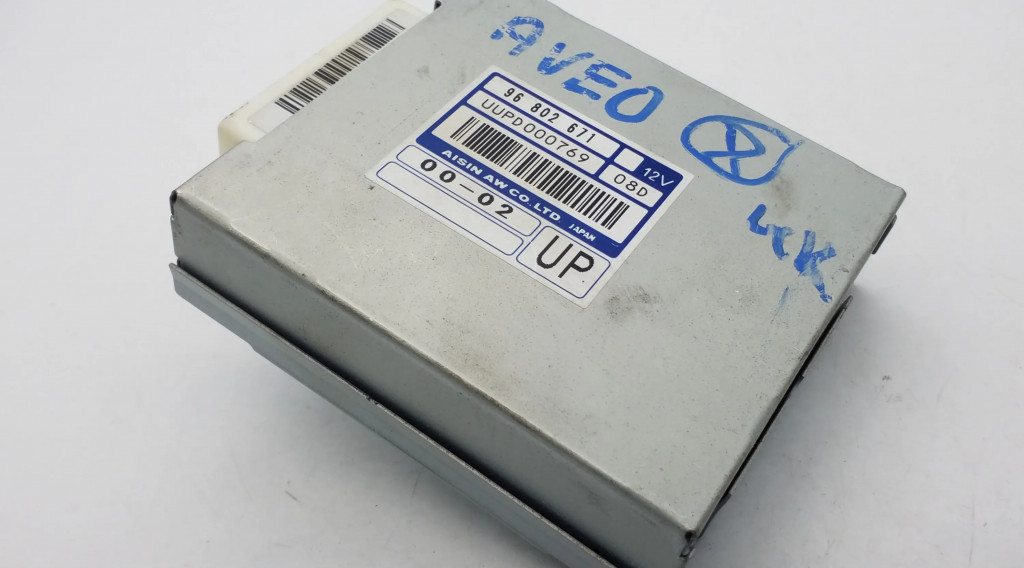 AVEO
96 802 671
12V
UUPD000769
08D
AISIN AW CO.,LTD JAPAN
00-02
UP